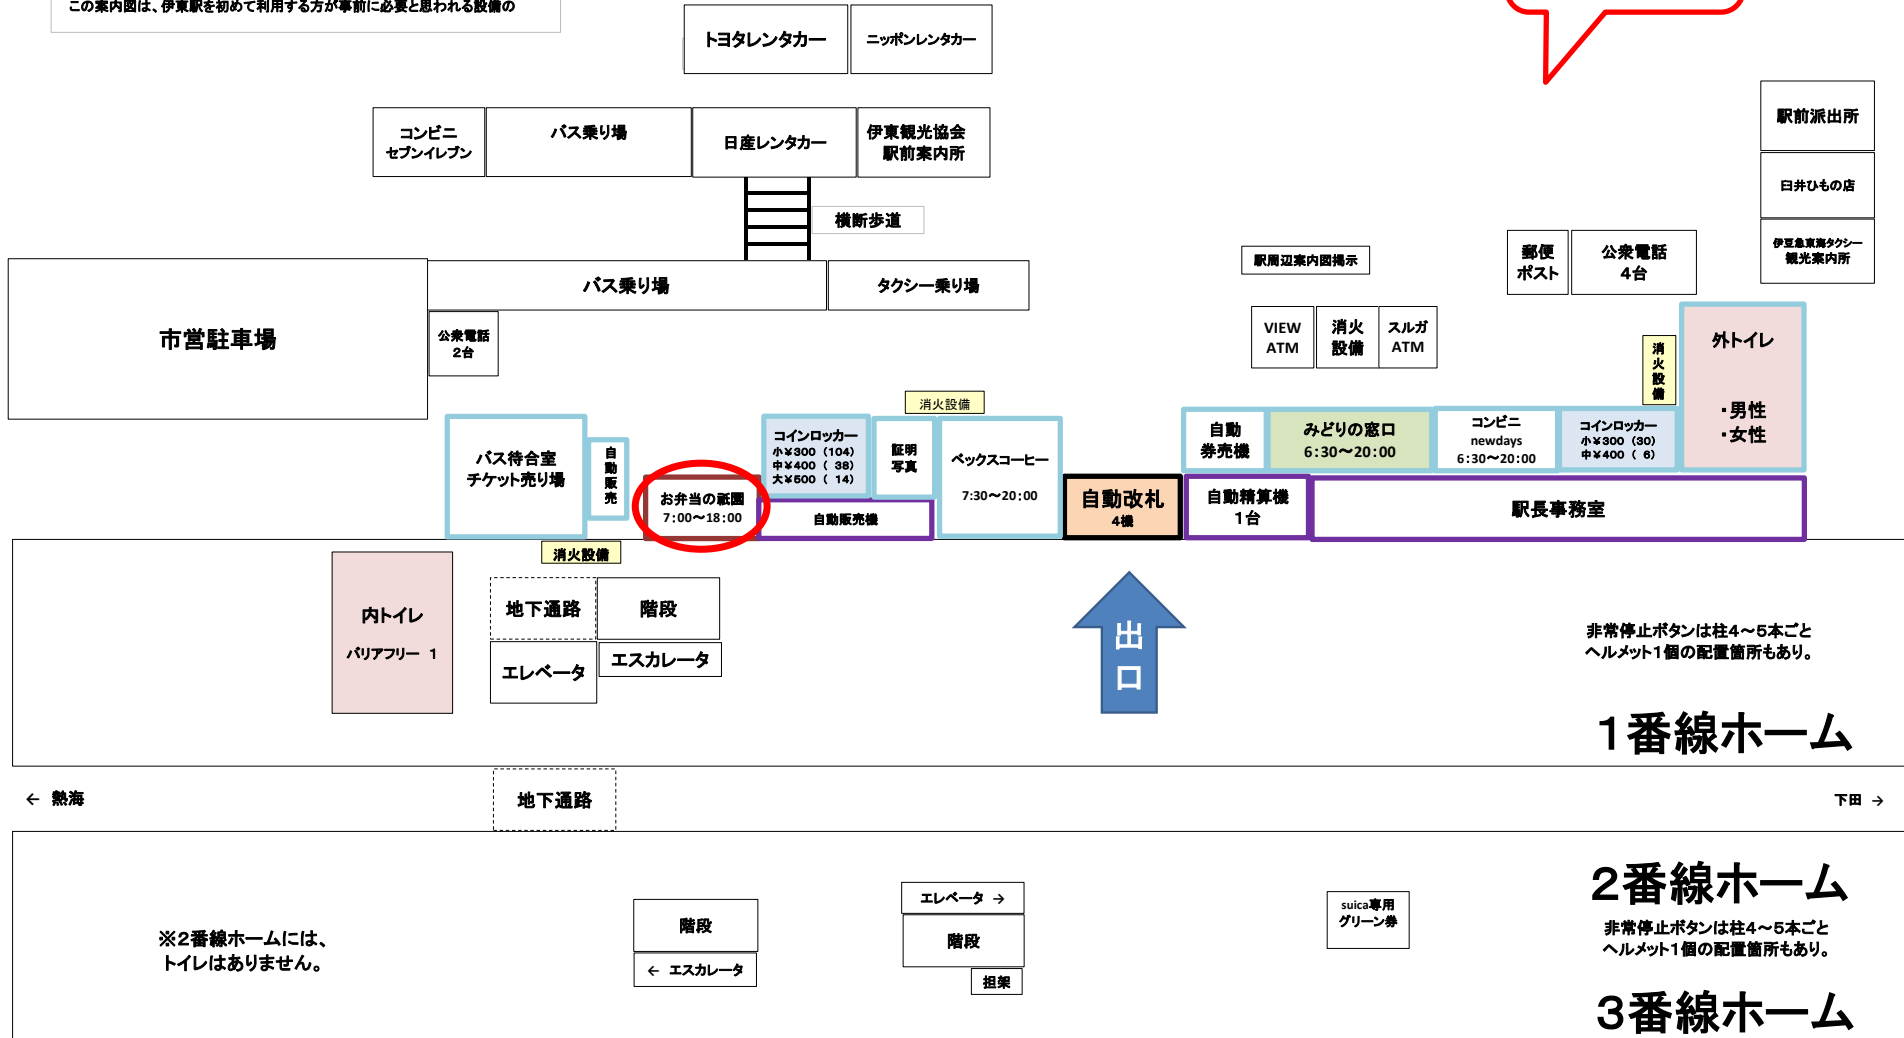 この案内図は、伊東駅を初めて利用する方が事前に必要と思われる設備の
トヨタレンタカー
ニッポンレンタカー
コンビニ
セブンイレブン
バス乗り場
日産レンタカー
伊東観光協会
駅前案内所
駅前派出所
臼井ひもの店
伊豆急東海タクシー
観光案内所
横断歩道
駅周辺案内図掲示
郵便
ポスト
公衆電話
4台
バス乗り場
タクシー乗り場
市営駐車場
公衆電話
2台
VIEW
ATM
消火
設備
スルガ
ATM
消火設備
外トイレ
・男性
・女性
消火設備
バス待合室
チケット売り場
自動販売
お弁当の祇園
7:00～18:00
コインロッカー
小¥300（104）
中¥400（ 38）
大¥500（ 14）
証明
写真
自動販売機
ベックスコーヒー
7:30～20:00
自動改札
4機
自動
券売機
みどりの窓口
6:30～20:00
コンビニ
newdays
6:30～20:00
コインロッカー
小¥300（30）
中¥400（ 6）
自動精算機
1台
駅長事務室
消火設備
内トイレ
バリアフリー 1
地下通路
階段
エレベータ
エスカレータ
出口
非常停止ボタンは柱4～5本ごと
ヘルメット1個の配置箇所もあり。
1番線ホーム
← 熱海
地下通路
下田 →
※2番線ホームには、
トイレはありません。
階段
← エスカレータ
エレベータ →
階段
担架
suica専用
グリーン券
2番線ホーム
非常停止ボタンは柱4～5本ごと
ヘルメット1個の配置箇所もあり。
3番線ホーム